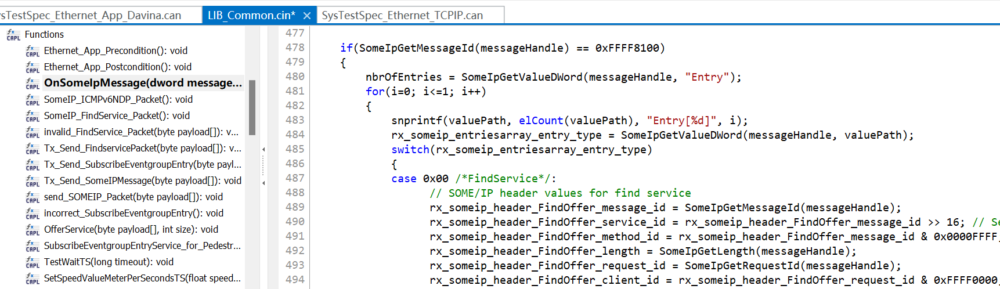 ysTestSpec_Ethernet_App_Davina.can LIB_Common.cin* SysTestSpec_Ethernet_TCPIP.can
Functions
Ethernet_App_Precondition(): void
Ethernet_App_Postcondition(): void
OnSomeIpMessage(dword message...
SomeIP_ICMPv6NDP_Packet(): void
SomeIP_FindService_Packet(): void
invalid_FindService_Packet(byte payload[]): v...
Tx_Send_FindservicePacket(byte payload[]): v...
Tx_Send_SubscribeEventgroupEntry(byte payl...
Tx_Send_SomeIPMessage(byte payload[]): void
send_SOMEIP_Packet(byte payload[]): void
incorrect_SubscribeEventgroupEntry(): void
OfferService(byte payload[], int size): void
SubscribeEventgroupEntryService_for_Pedestr...
TestWaitTS(long timeout): void
SetSpeedValueMeterPerSecondsTS(float speed...
477
478 if(SomeIpGetMessageId(messageHandle) == 0xFFFF8100)
479 {
480 nbrOfEntries = SomeIpGetValueDWord(messageHandle, "Entry");
481 for(i=0; i<=1; i++)
482 {
483 snprintf(valuePath, elCount(valuePath), "Entry[%d]", i);
484 rx_someip_entriesarray_entry_type = SomeIpGetValueDWord(messageHandle, valuePath);
485 switch(rx_someip_entriesarray_entry_type)
486 {
487 case 0x00 /*FindService*/:
488 // SOME/IP header values for find service
489 rx_someip_header_FindOffer_message_id = SomeIpGetMessageId(messageHandle);
490 rx_someip_header_FindOffer_service_id = rx_someip_header_FindOffer_message_id >> 16; // Se
491 rx_someip_header_FindOffer_method_id = rx_someip_header_FindOffer_message_id & 0x0000FFFF
492 rx_someip_header_FindOffer_length = SomeIpGetLength(messageHandle);
493 rx_someip_header_FindOffer_request_id = SomeIpGetRequestId(messageHandle);
494 rx_someip_header_FindOffer_client_id = rx_someip_header_FindOffer_request_id & 0xFFFF0000